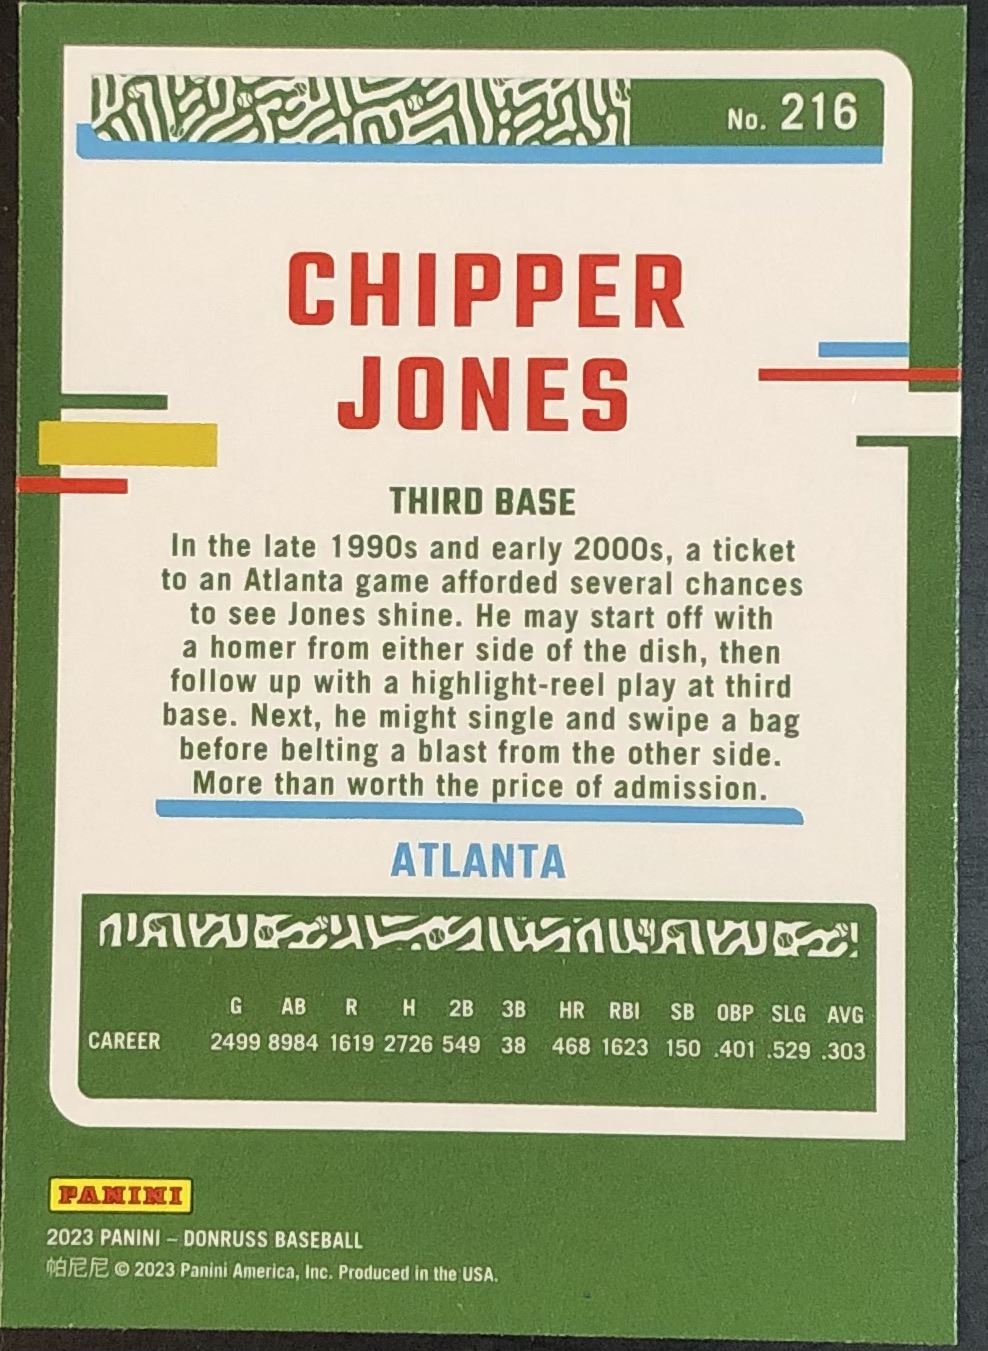 No. 216
CHIPPER
JONES
THIRD BASE
In the late 1990s and early 2000s, a ticket
to an Atlanta game afforded several chances
to see Jones shine. He may start off with
a homer from either side of the dish, then
follow up with a highlight-reel play at third
base. Next, he might single and swipe a bag
before belting a blast from the other side.
More than worth the price of admission.
ATLANTA
G AB R H 2B 3B HR RBI SB OBP SLG AVG
CAREER 2499 8984 1619 2726 549 38 468 1623 150 .401 .529 .303
PANINI
2023 PANINI – DONRUSS BASEBALL
帕尼尼 © 2023 Panini America, Inc. Produced in the USA.